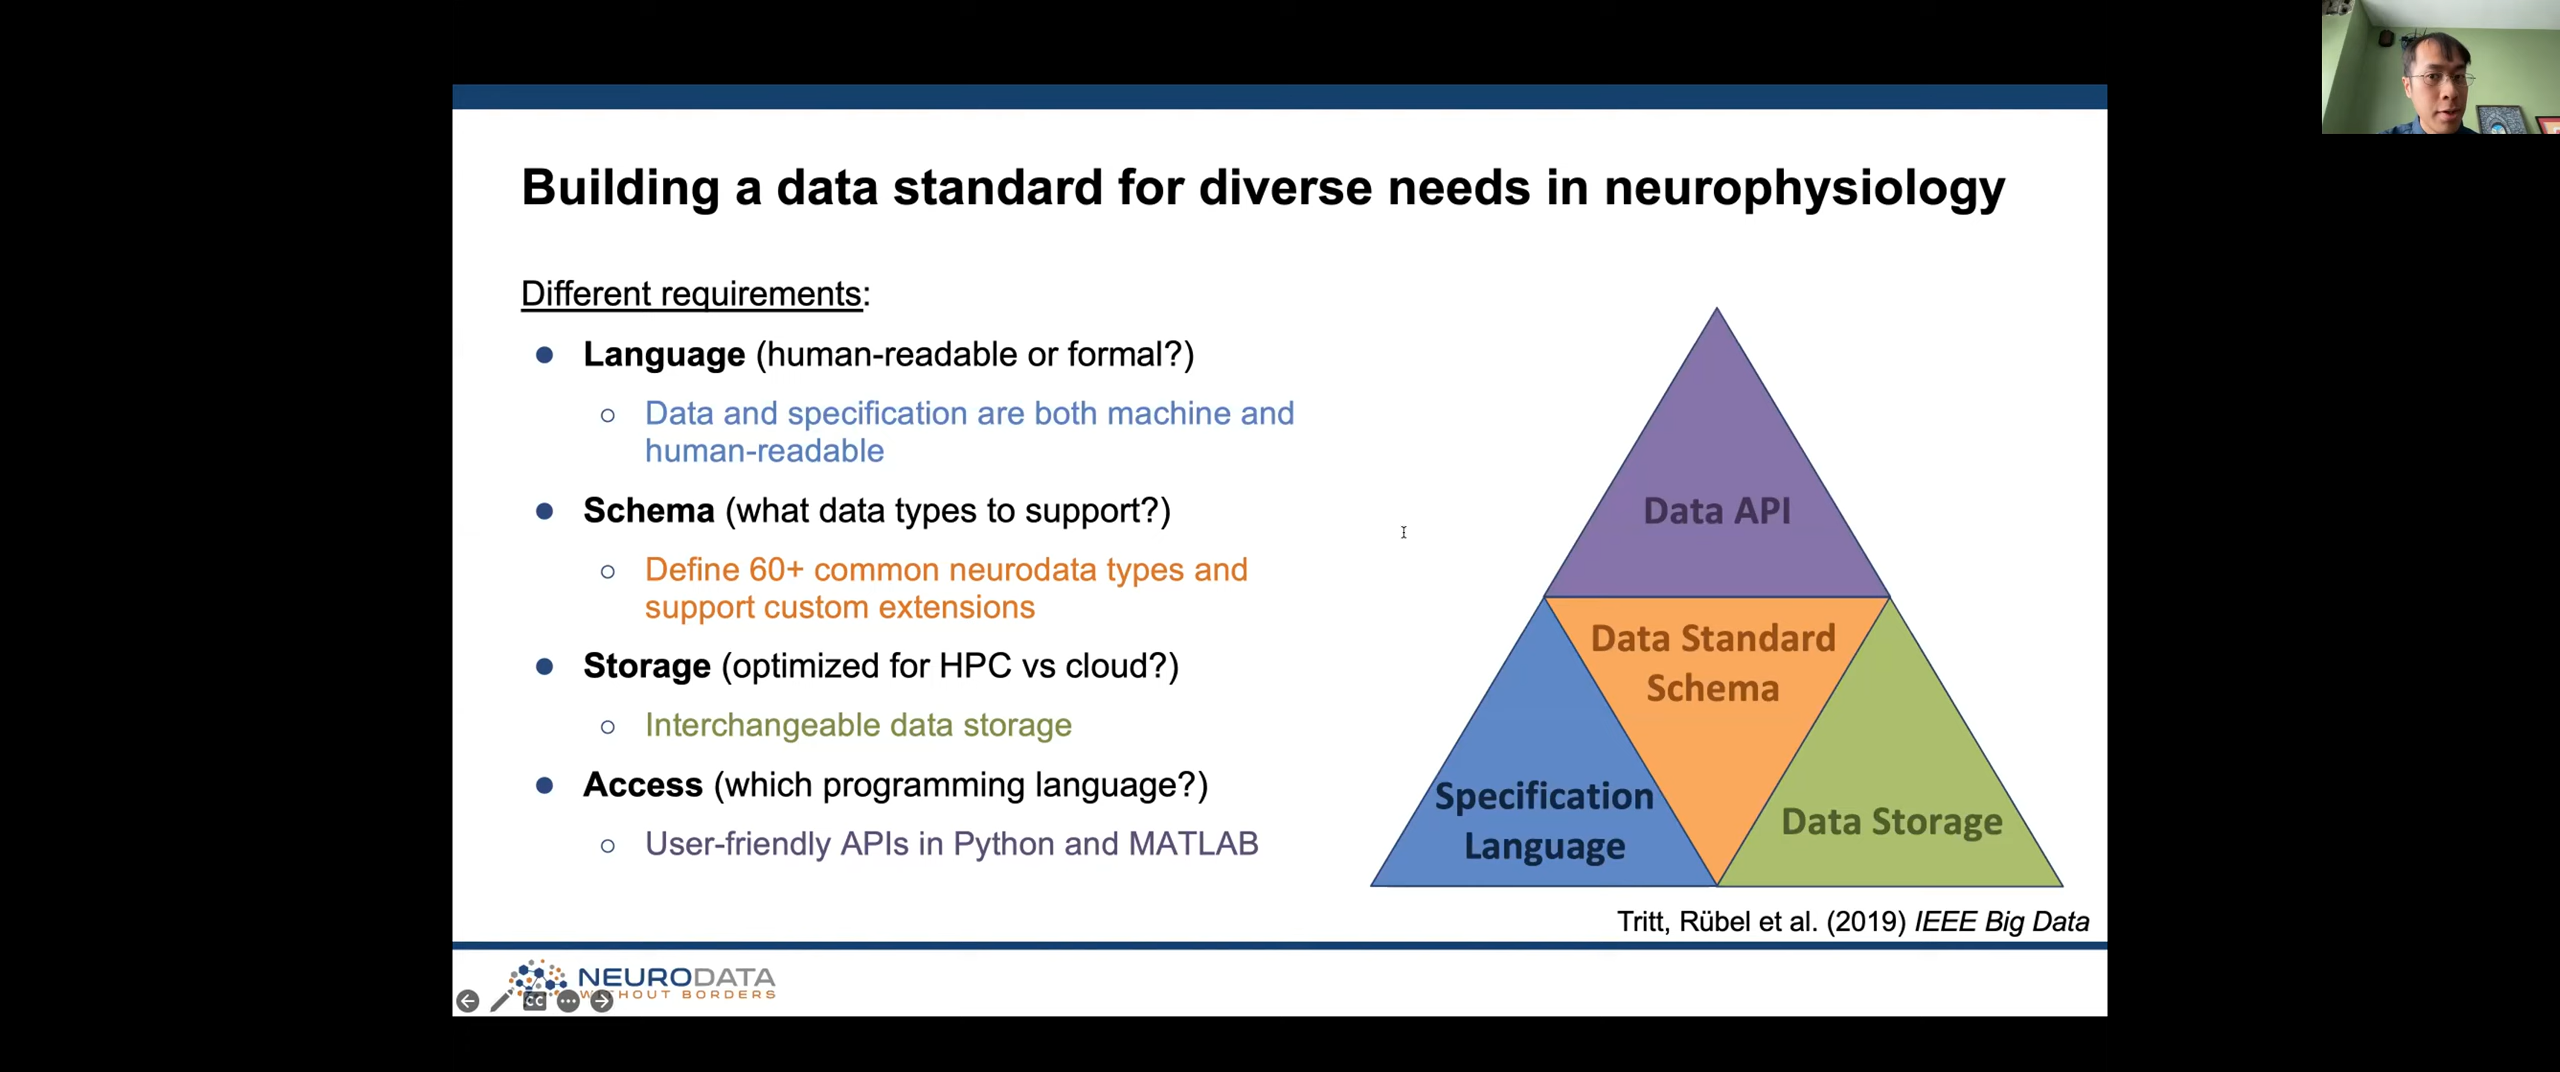 Building a data standard for diverse needs in neurophysiology
Different requirements:
● Language (human-readable or formal?)
○ Data and specification are both machine and
human-readable
● Schema (what data types to support?)
○ Define 60+ common neurodata types and
support custom extensions
● Storage (optimized for HPC vs cloud?)
○ Interchangeable data storage
● Access (which programming language?)
○ User-friendly APIs in Python and MATLAB
Data API
Data Standard
Schema
Specification
Language
Data Storage
Tritt, Rübel et al. (2019) IEEE Big Data
NEURODATA
HOUT BORDERS
CC